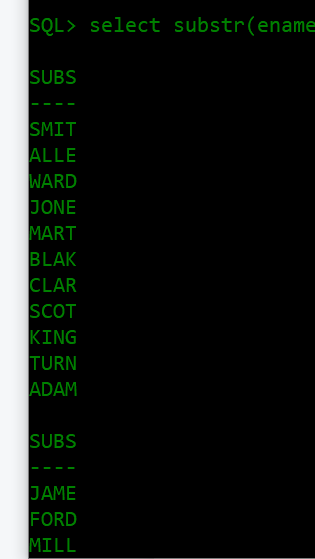 SQL> select substr(ename
SUBS
----
SMIT
ALLE
WARD
JONE
MART
BLAK
CLAR
SCOT
KING
TURN
ADAM
SUBS
----
JAME
FORD
MILL